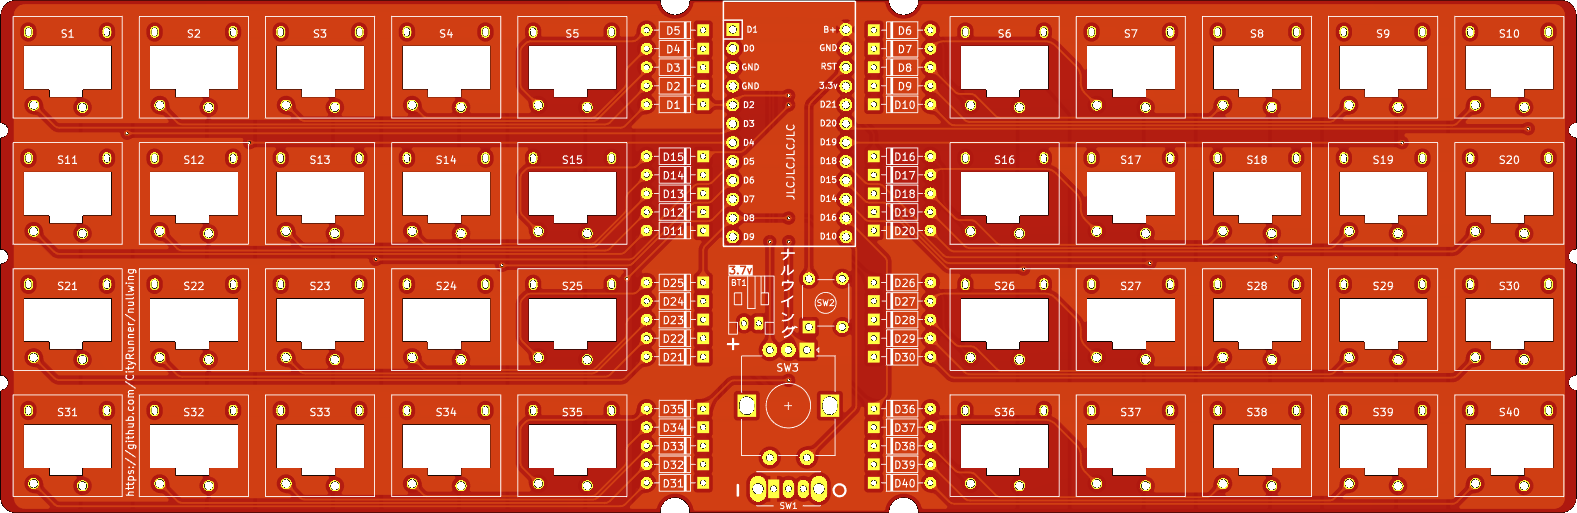 S1 S2 S3 S4 S5 D5 D1 B+ D6 S6 S7 S8 S9 S10
D4 D0 GND D7
D3 GND RST D8
D2 GND 3.3v D9
D1 D2 D21 D10
D3 D20
D4 D19
S11 S12 S13 S14 S15 D15 D5 D18 D16 S16 S17 S18 S19 S20
D14 D6 D15 D17
D13 D7 D14 D18
D12 D8 D16 D19
D11 D9 D10 D20
JLCJLCJLCJLC
ナルウイング
3.7v
S21 S22 S23 S24 S25 D25 BT1 D26 S26 S27 S28 S29 S30
D24 SW2 D27
D23 D28
D22 + D29
D21 D30
SW3
https://github.com/CityRunner/nullwing
S31 S32 S33 S34 S35 D35 D36 S36 S37 S38 S39 S40
D34 D37
D33 D38
D32 D39
D31 I O D40
SW1